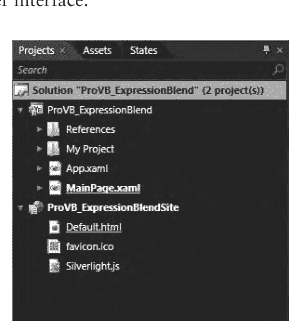 er interface.
Projects × Assets States
Search
Solution "ProVB_ExpressionBlend" (2 project(s))
ProVB_ExpressionBlend
References
My Project
App.xaml
MainPage.xaml
ProVB_ExpressionBlendSite
Default.html
favicon.ico
Silverlight.js